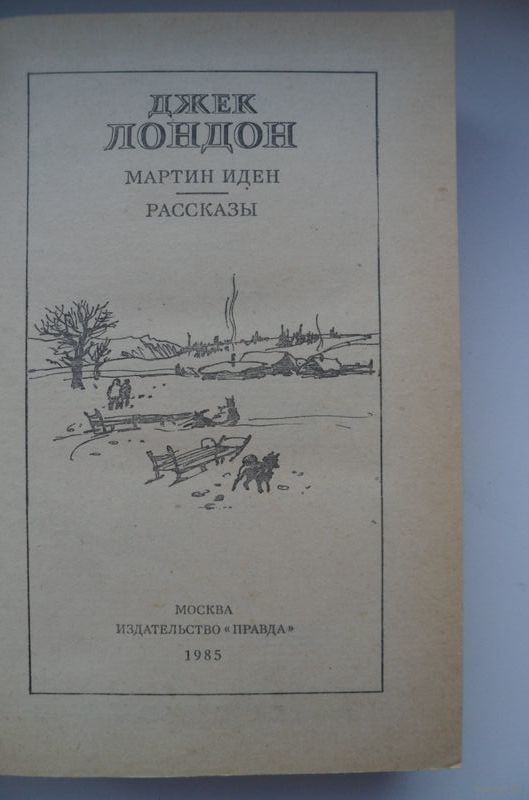 ДЖЕК
ЛОНДОН
МАРТИН ИДЕН
РАССКАЗЫ
МОСКВА
ИЗДАТЕЛЬСТВО «ПРАВДА»
1985